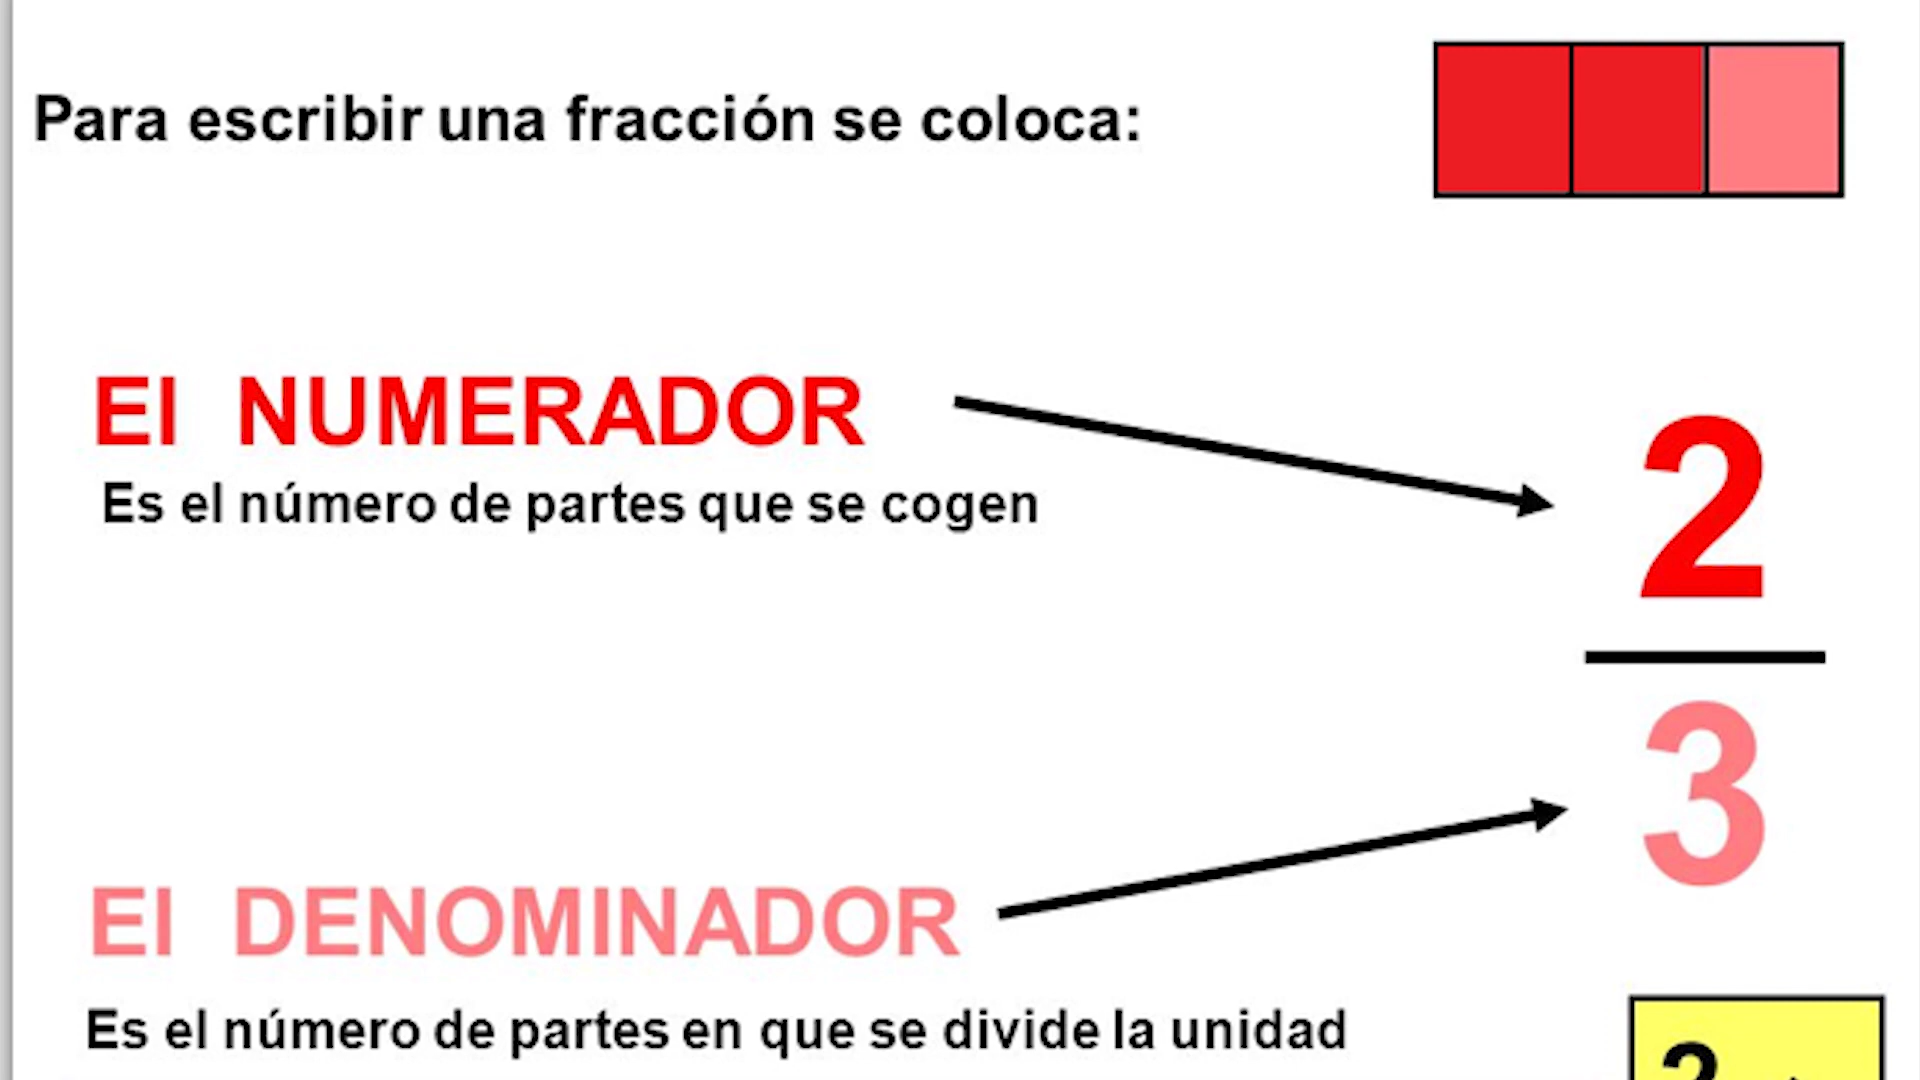 Para escribir una fracción se coloca:
El NUMERADOR
Es el número de partes que se cogen
2
3
El DENOMINADOR
Es el número de partes en que se divide la unidad